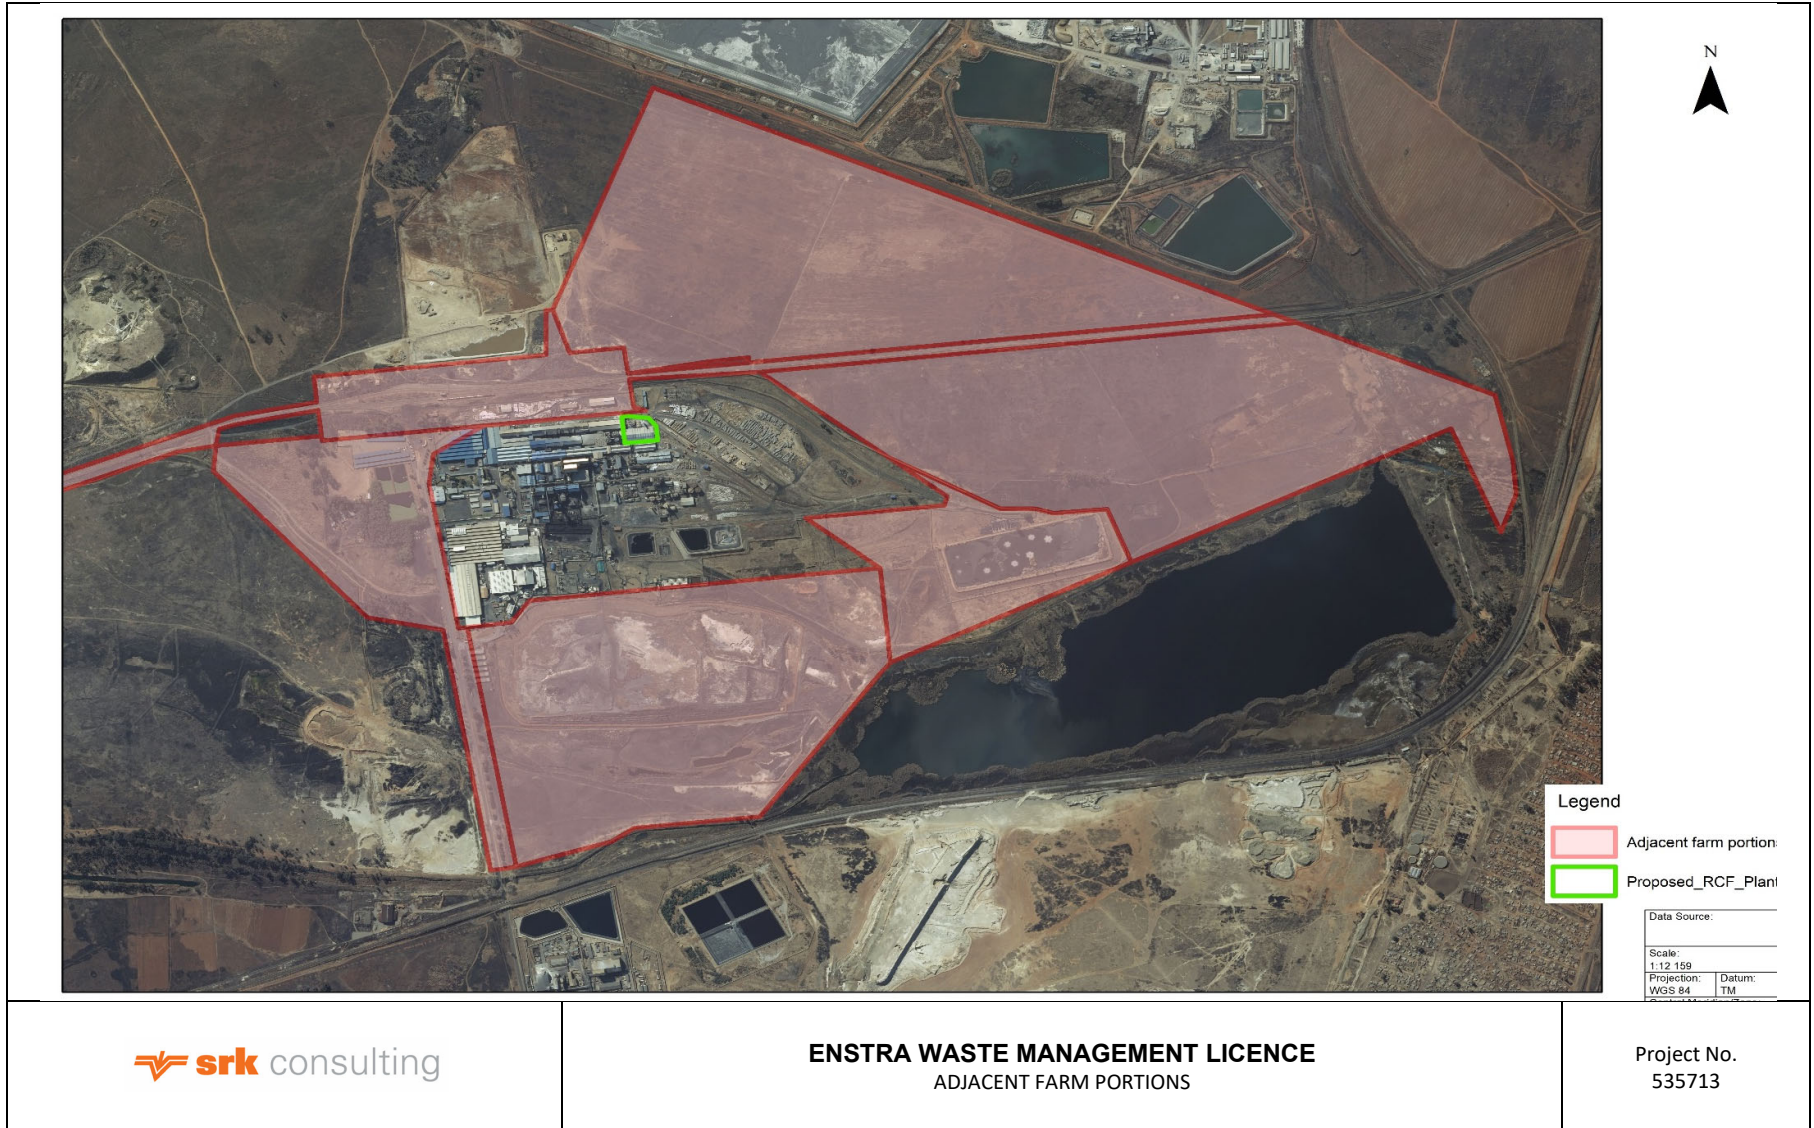 N
Legend
Adjacent farm portion
Proposed_RCF_Plant
Data Source:
Scale:
1:12 159
Projection:
WGS 84
Datum:
TM
srk consulting
ENSTRA WASTE MANAGEMENT LICENCE
ADJACENT FARM PORTIONS
Project No.
535713